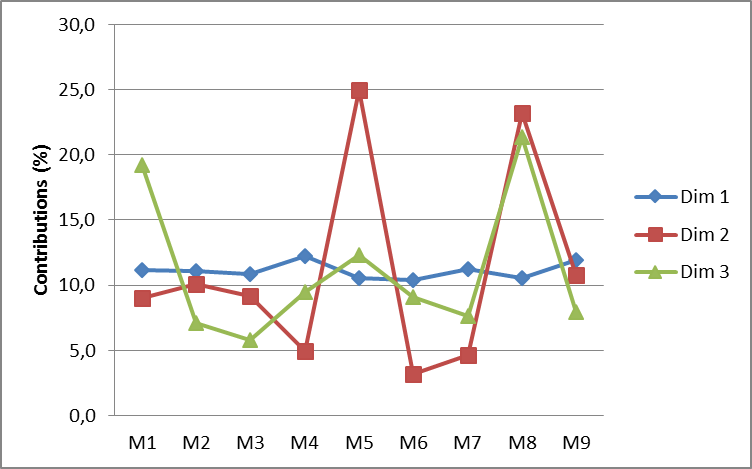 30,0
25,0
20,0
15,0
10,0
5,0
0,0
Contributions (%)
M1 M2 M3 M4 M5 M6 M7 M8 M9
Dim 1
Dim 2
Dim 3